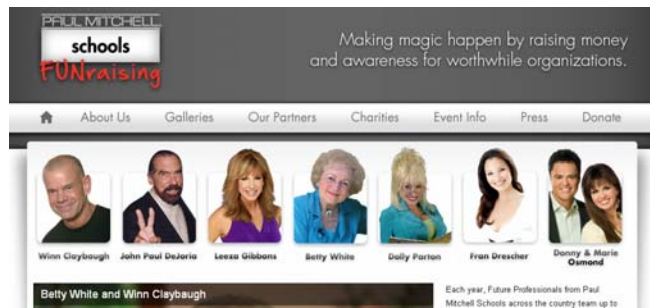 PAUL MITCHELL
schools
FUNraising
Making magic happen by raising money
and awareness for worthwhile organizations.
About Us Galleries Our Partners Charities Event Info Press Donate
Winn Claybaugh John Paul DeJoria Leeza Gibbons Betty White Dolly Parton Fran Drescher Donny & Marie
Osmond
Betty White and Winn Claybaugh
Each year, Future Professionals from Paul
Mitchell Schools across the country team up to